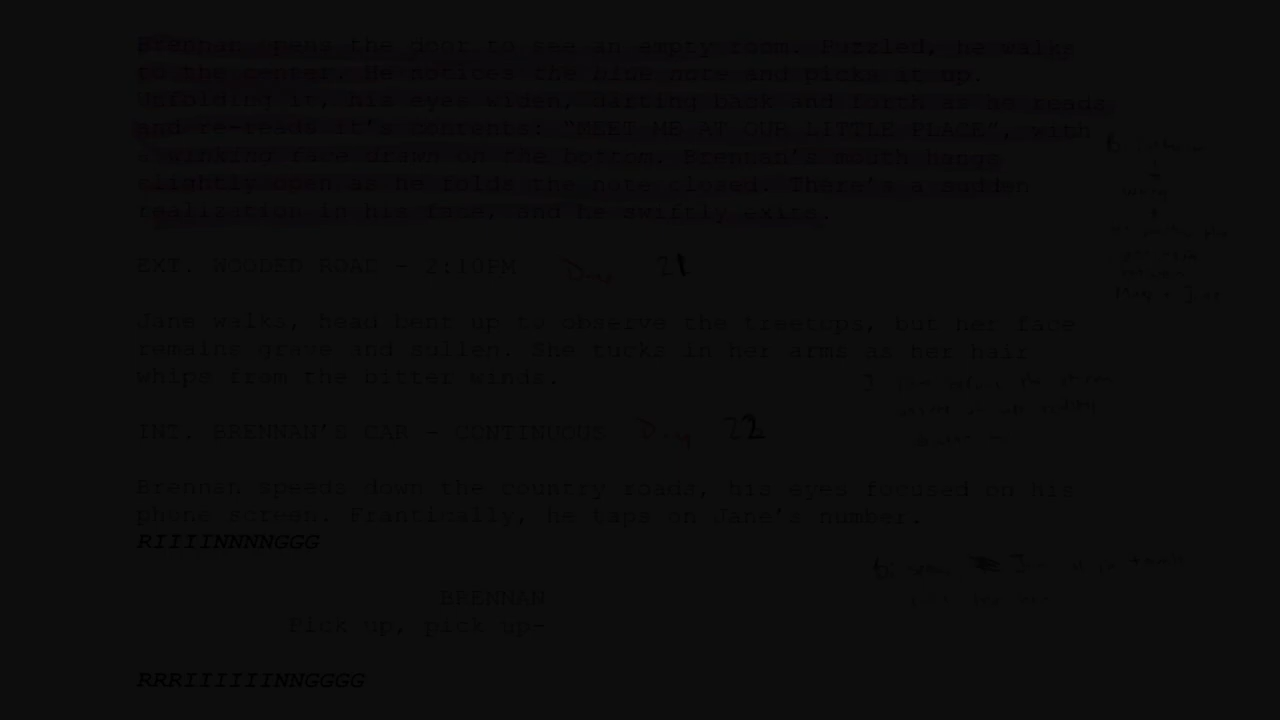 Brennan opens the door to see an empty room. Puzzled, he walks
to the center. He notices the blue note and picks it up.
Unfolding it, his eyes widen, darting back and forth as he reads
and re-reads it's contents: "MEET ME AT OUR LITTLE PLACE", with
a winking face drawn on the bottom. Brennan's mouth hangs
slightly open as he folds the note closed. There's a sudden
realization in his face, and he swiftly exits.
EXT. WOODED ROAD - 2:10PM Day 21
Jane walks, head bent up to observe the treetops, but her face
remains grave and sullen. She tucks in her arms as her hair
whips from the bitter winds.
INT. BRENNAN'S CAR - CONTINUOUS Day 22
Brennan speeds down the country roads, his eyes focused on his
phone screen. Frantically, he taps on Jane's number.
RIIIINNNNGGG
BRENNAN
Pick up, pick up-
RRRIIIIIINNGGGG